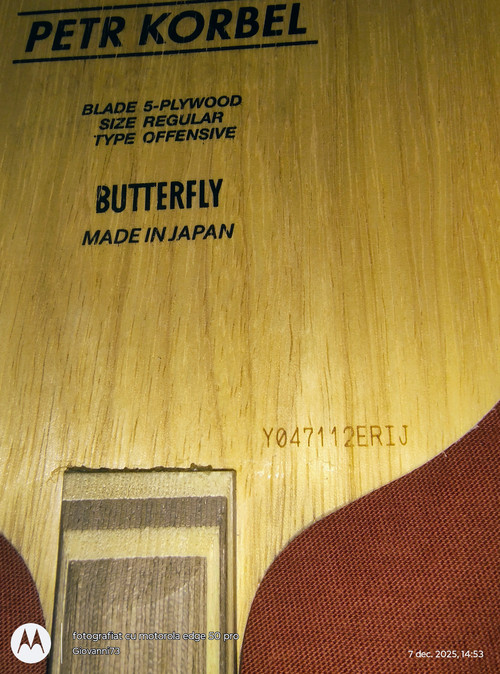 PETR KORBEL
BLADE 5-PLYWOOD
SIZE REGULAR
TYPE OFFENSIVE
BUTTERFLY
MADE IN JAPAN
Y047112ERIJ
fotografiat cu motorola edge 50 pro
Giovanni73
7 dec. 2025, 14:53